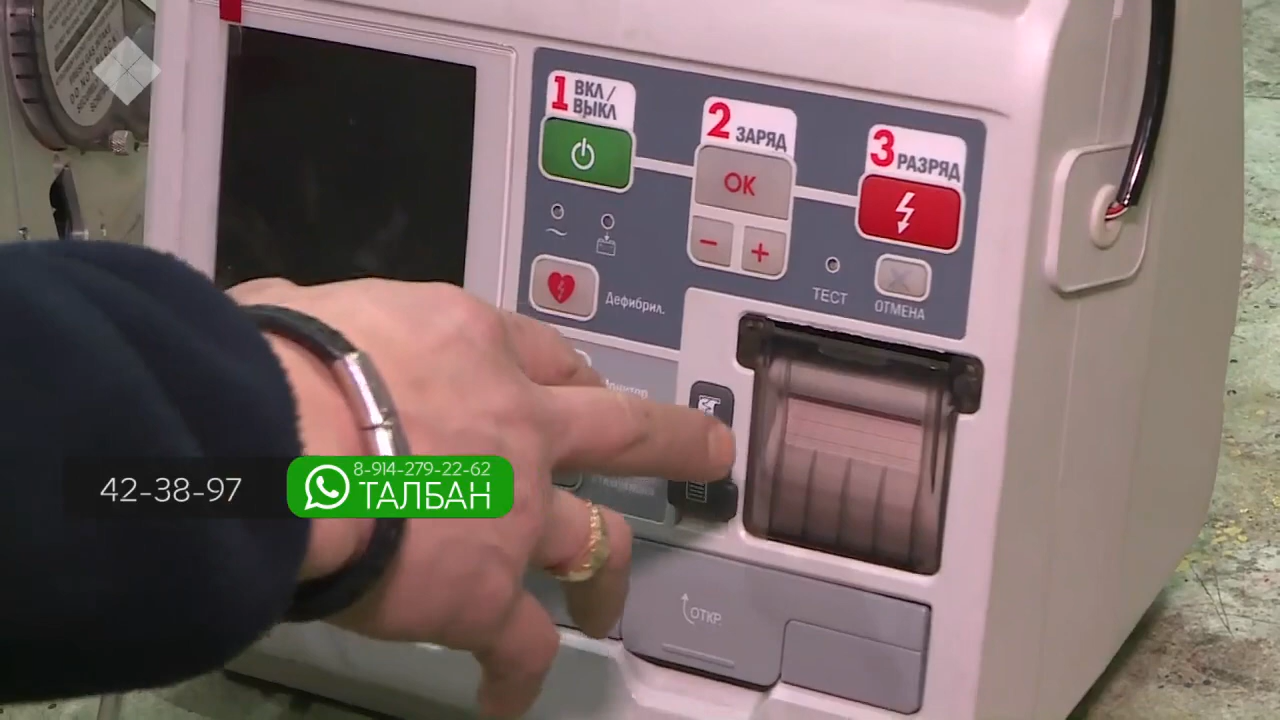 1 ВКЛ/
ВЫКЛ
2 ЗАРЯД
OK
− +
3 РАЗРЯД
ТЕСТ
ОТМЕНА
Дефибрил.
Монитор
ОТКР.
42-38-97
8-914-279-22-62
ТАЛБАН